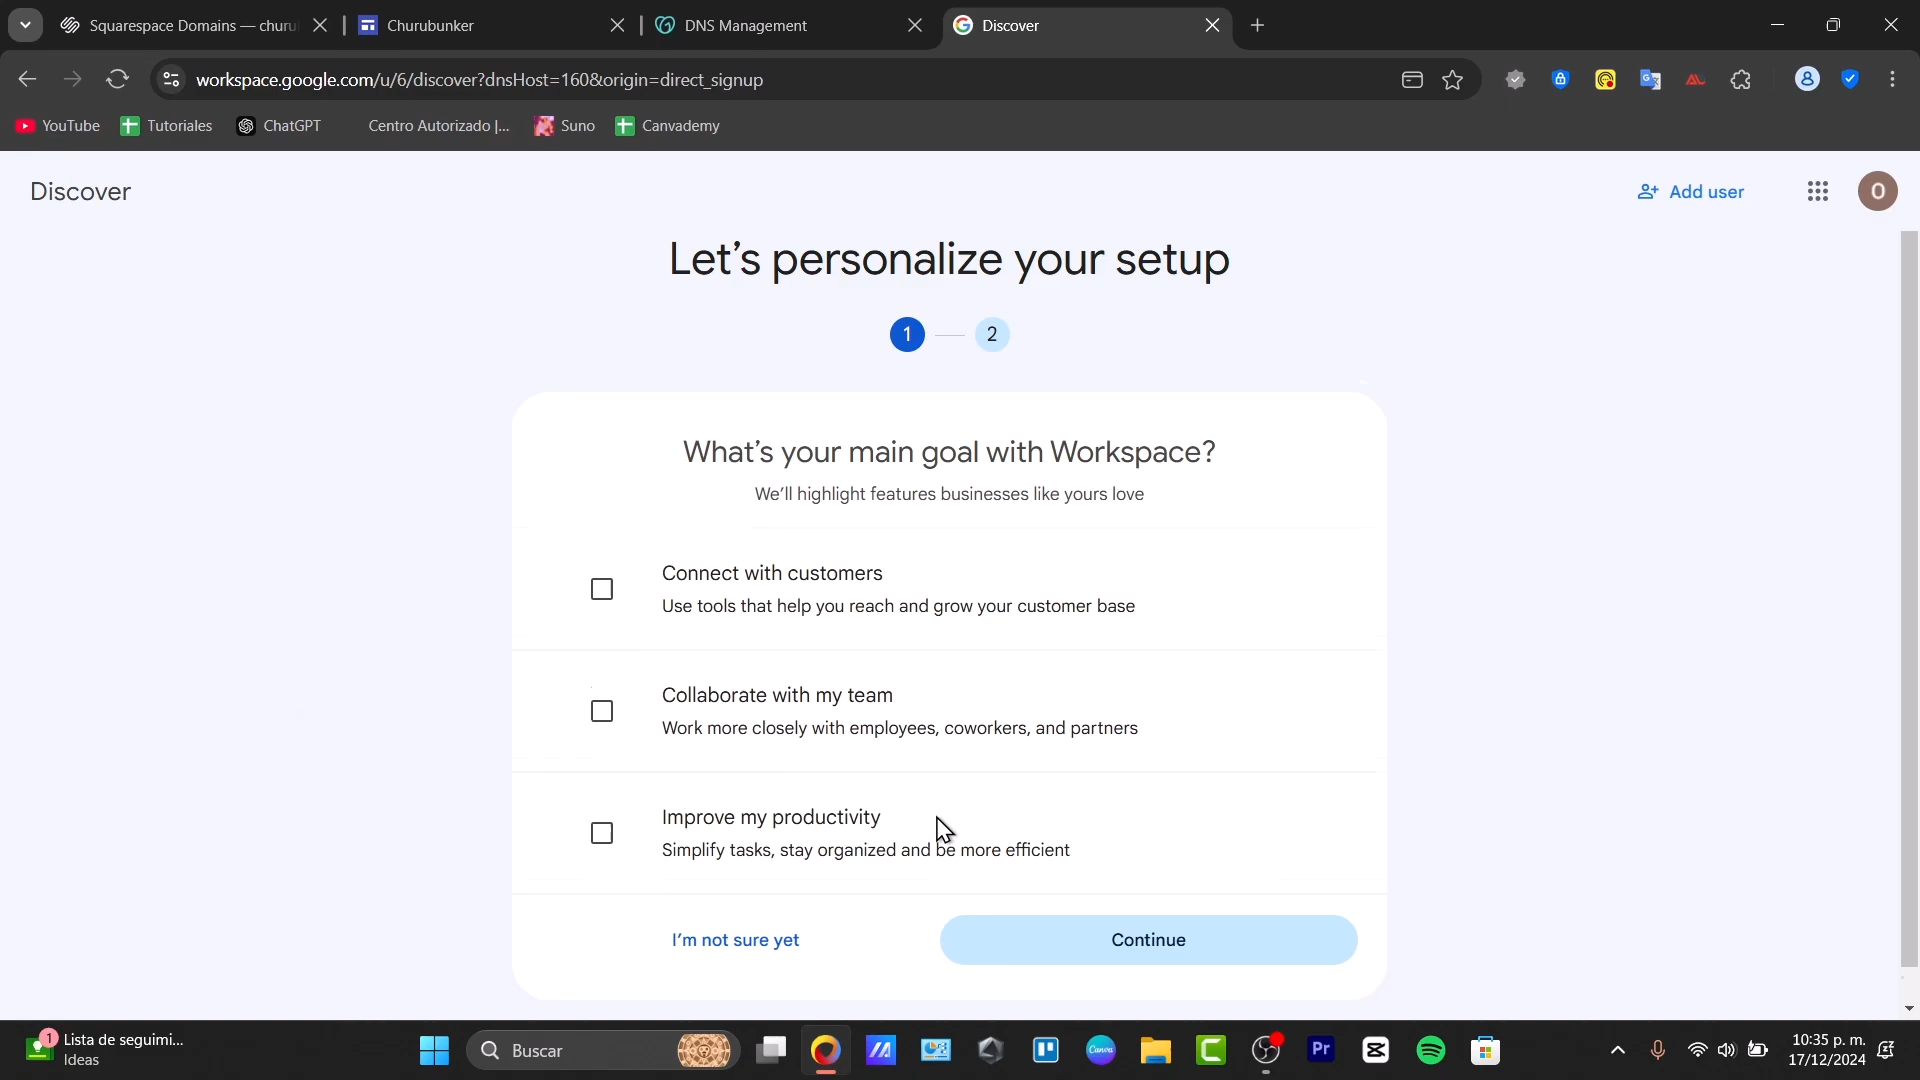 Squarespace Domains — churu
Churubunker
DNS Management
Discover
workspace.google.com/u/6/discover?dnsHost=160&origin=direct_signup
YouTube
Tutoriales
ChatGPT
Centro Autorizado |...
Suno
Canvademy
Discover
Add user
O
Let's personalize your setup
1
2
What's your main goal with Workspace?
We'll highlight features businesses like yours love
Connect with customers
Use tools that help you reach and grow your customer base
Collaborate with my team
Work more closely with employees, coworkers, and partners
Improve my productivity
Simplify tasks, stay organized and be more efficient
I'm not sure yet
Continue
1
Lista de seguimi...
Ideas
Buscar
Canva
Pr
10:35 p. m.
17/12/2024